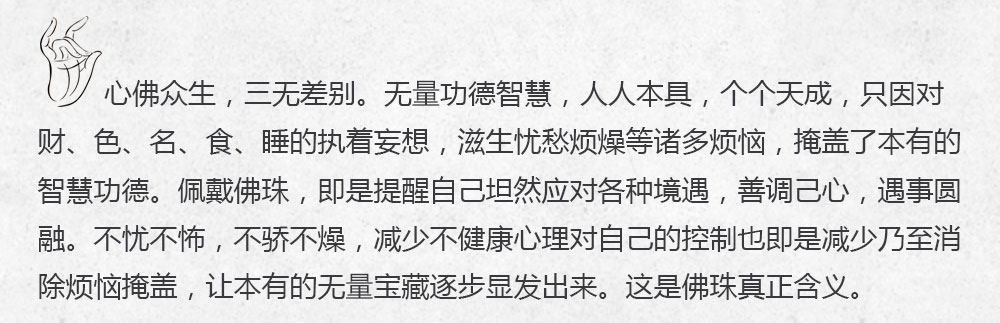 心佛众生，三无差别。无量功德智慧，人人本具，个个天成，只因对
财、色、名、食、睡的执着妄想，滋生忧愁烦燥等诸多烦恼，掩盖了本有的
智慧功德。佩戴佛珠，即是提醒自己坦然应对各种境遇，善调己心，遇事圆
融。不忧不怖，不骄不燥，减少不健康心理对自己的控制也即是减少乃至消
除烦恼掩盖，让本有的无量宝藏逐步显发出来。这是佛珠真正含义。